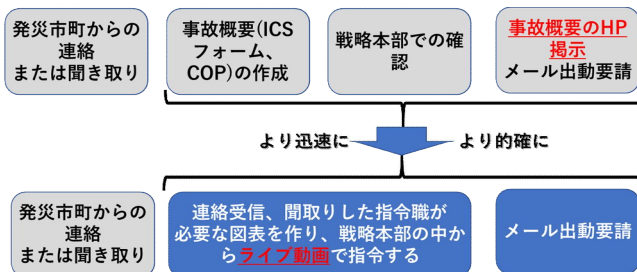 発災市町からの
連絡
または聞き取り
事故概要(ICS
フォーム、
COP)の作成
戦略本部での確
認
事故概要のHP
掲示
メール出動要請
より迅速に
より的確に
発災市町からの
連絡
または聞き取り
連絡受信、聞取りした指令職が
必要な図表を作り、戦略本部の中か
らライブ動画で指令する
メール出動要請